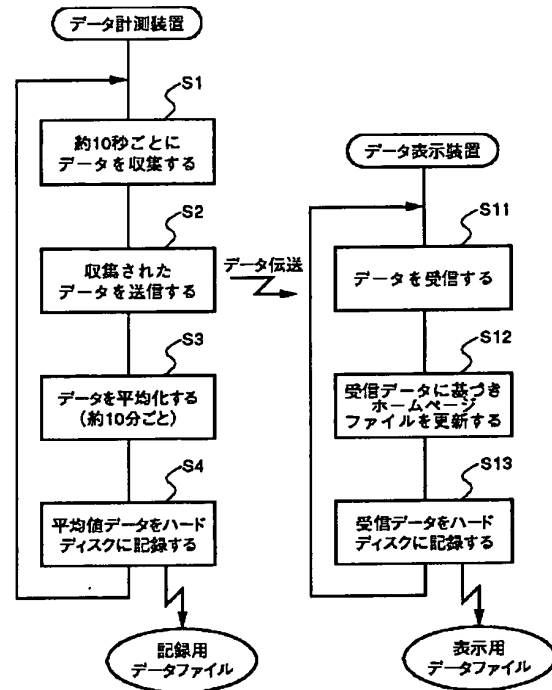 データ計測装置
S1
約10秒ごとに
データを収集する
S2
収集された
データを送信する
データ伝送
S3
データを平均化する
(約10分ごと)
S4
平均値データをハード
ディスクに記録する
記録用
データファイル
データ表示装置
S11
データを受信する
S12
受信データに基づき
ホームページ
ファイルを更新する
S13
受信データをハード
ディスクに記録する
表示用
データファイル